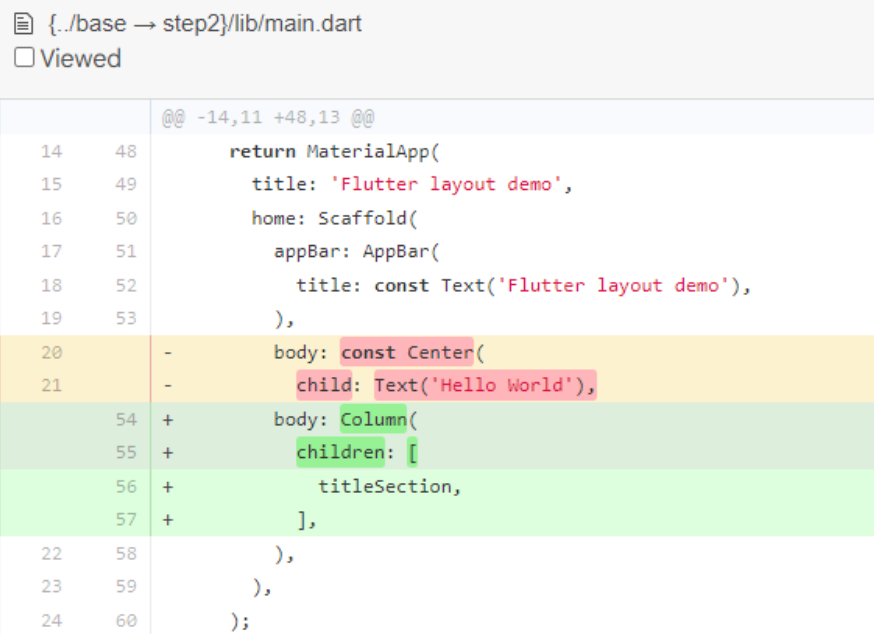 {../base → step2}/lib/main.dart
Viewed
@@ -14,11 +48,13 @@
14 48 return MaterialApp(
15 49 title: 'Flutter layout demo',
16 50 home: Scaffold(
17 51 appBar: AppBar(
18 52 title: const Text('Flutter layout demo'),
19 53 ),
20 - body: const Center(
21 - child: Text('Hello World'),
54 + body: Column(
55 + children: [
56 + titleSection,
57 + ],
22 58 ),
23 59 ),
24 60 );